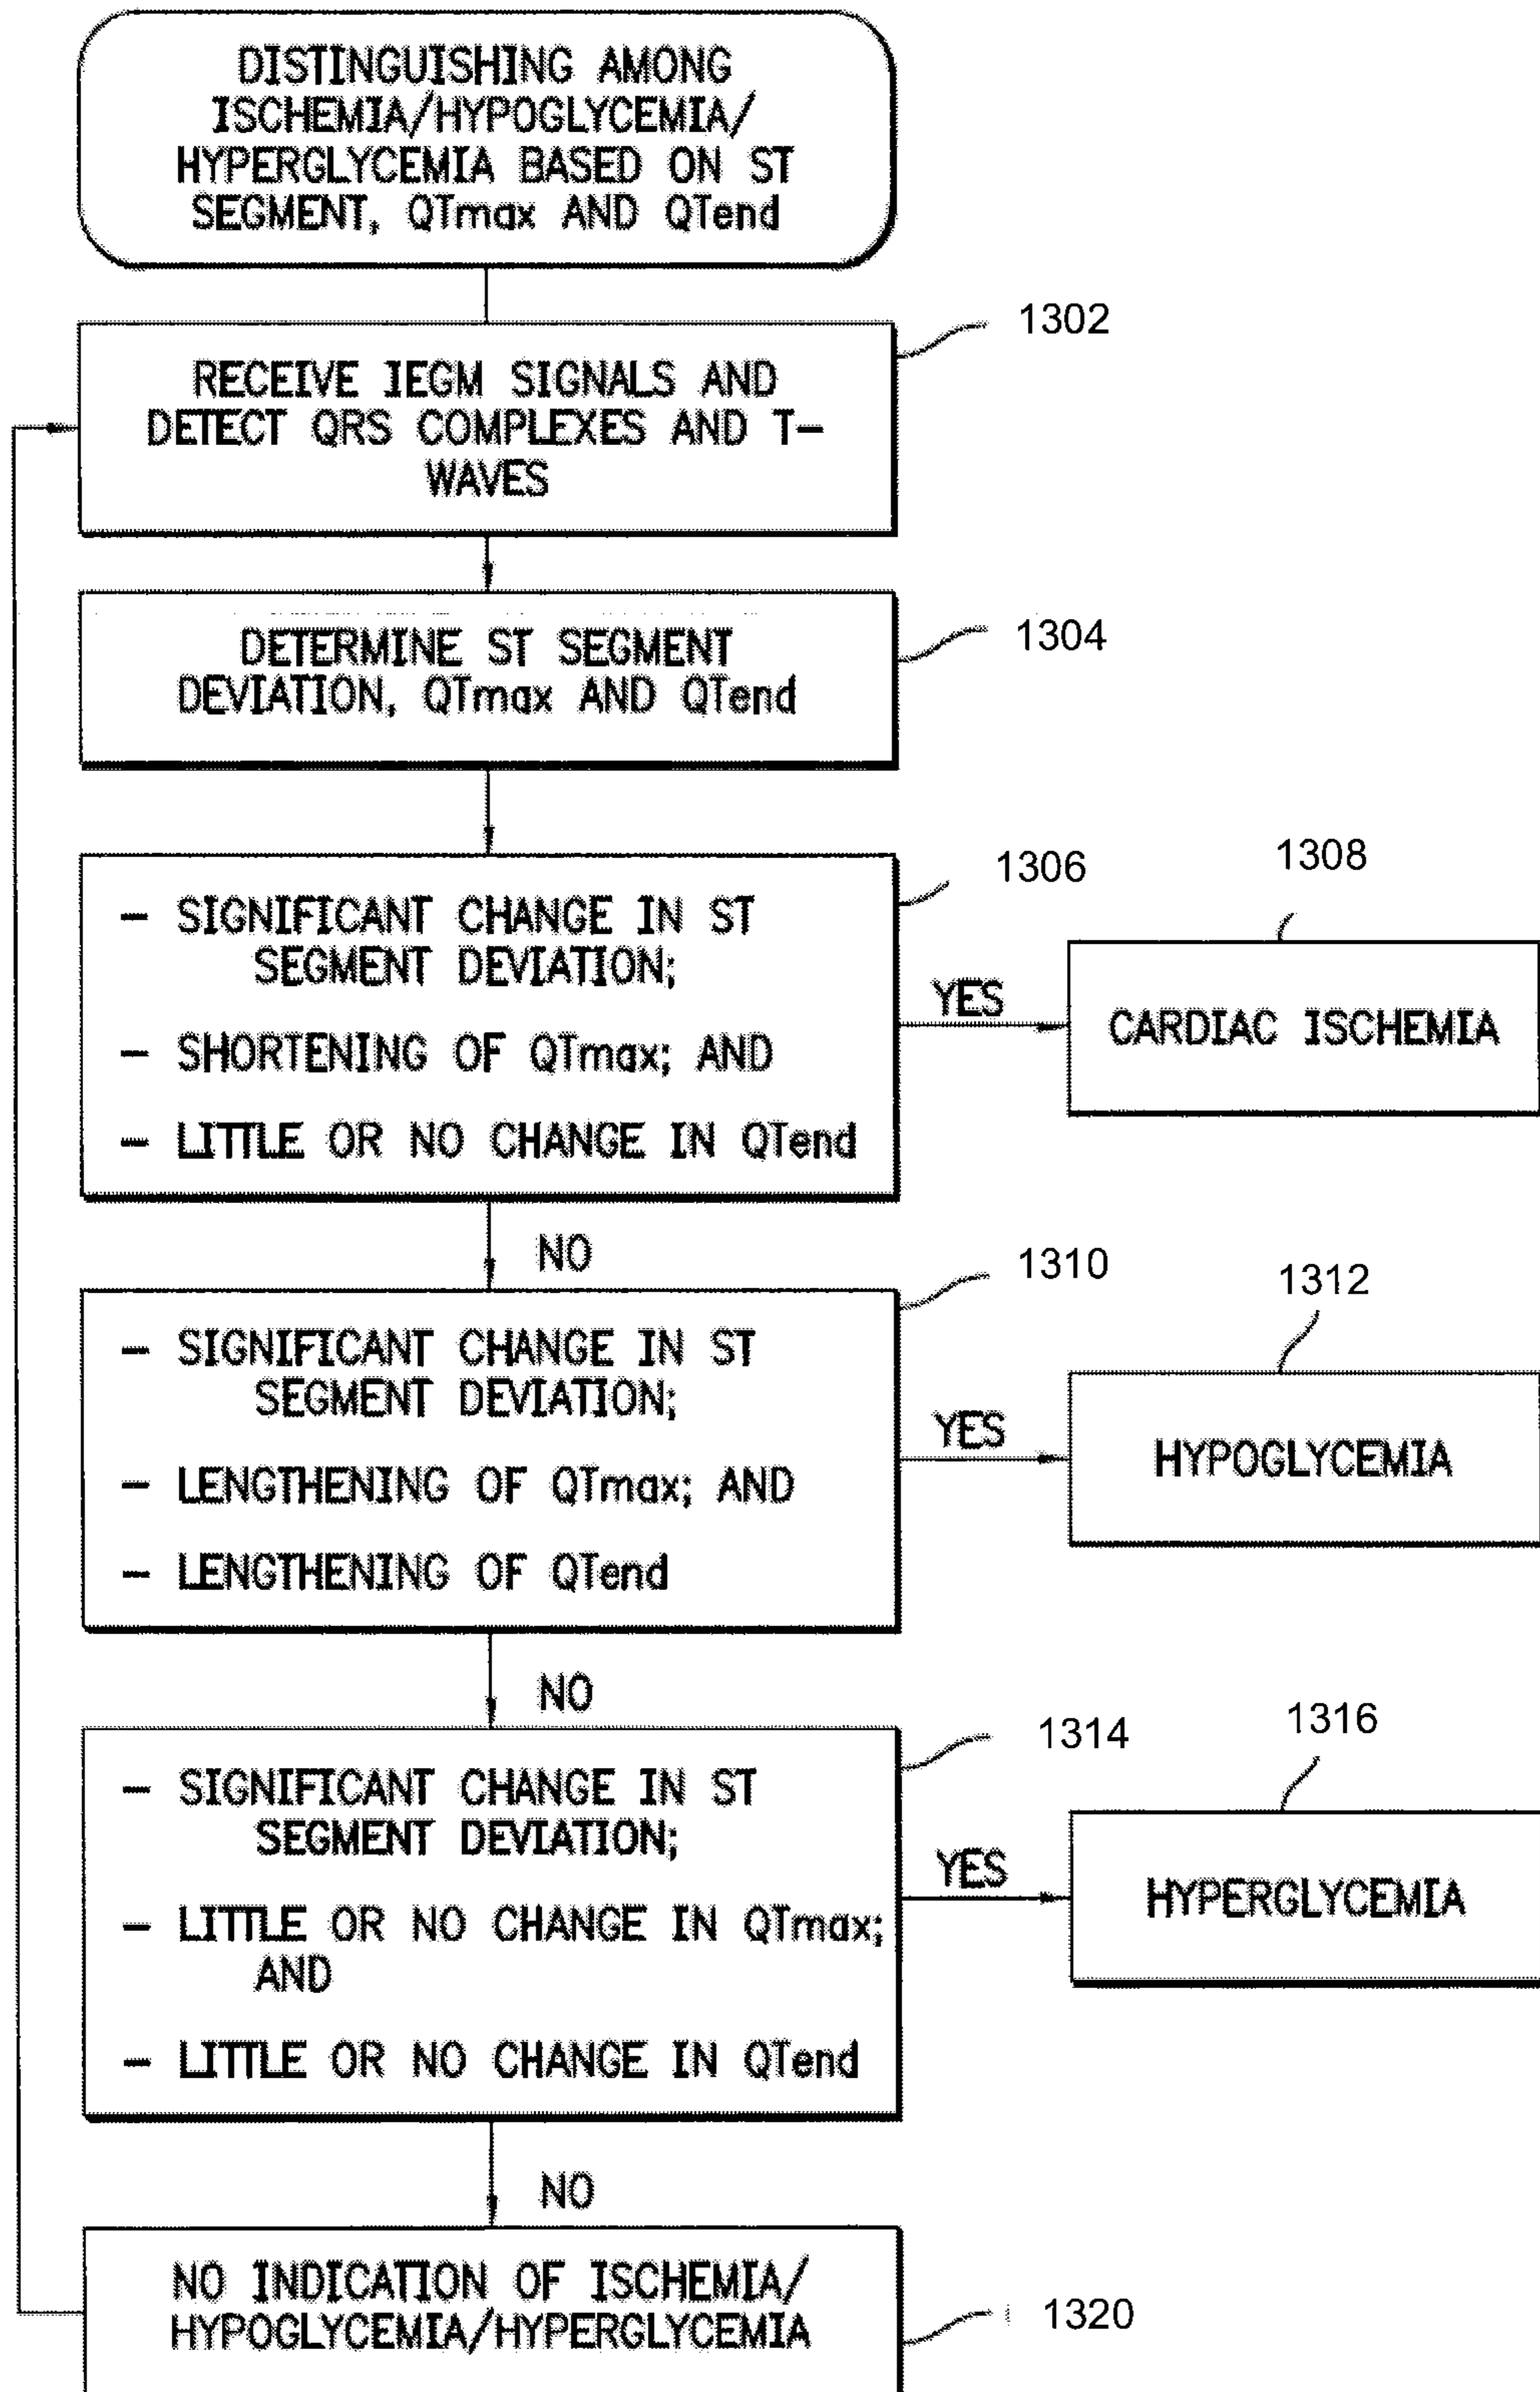 DISTINGUISHING AMONG
ISCHEMIA/HYPOGLYCEMIA/
HYPERGLYCEMIA BASED ON ST
SEGMENT, QTmax AND QTend
1302
RECEIVE IEGM SIGNALS AND
DETECT QRS COMPLEXES AND T-
WAVES
1304
DETERMINE ST SEGMENT
DEVIATION, QTmax AND QTend
1306
- SIGNIFICANT CHANGE IN ST
SEGMENT DEVIATION;
- SHORTENING OF QTmax; AND
- LITTLE OR NO CHANGE IN QTend
YES
1308
CARDIAC ISCHEMIA
NO
1310
- SIGNIFICANT CHANGE IN ST
SEGMENT DEVIATION;
- LENGTHENING OF QTmax; AND
- LENGTHENING OF QTend
YES
1312
HYPOGLYCEMIA
NO
1314
- SIGNIFICANT CHANGE IN ST
SEGMENT DEVIATION;
- LITTLE OR NO CHANGE IN QTmax;
AND
- LITTLE OR NO CHANGE IN QTend
YES
1316
HYPERGLYCEMIA
NO
NO INDICATION OF ISCHEMIA/
HYPOGLYCEMIA/HYPERGLYCEMIA
1320